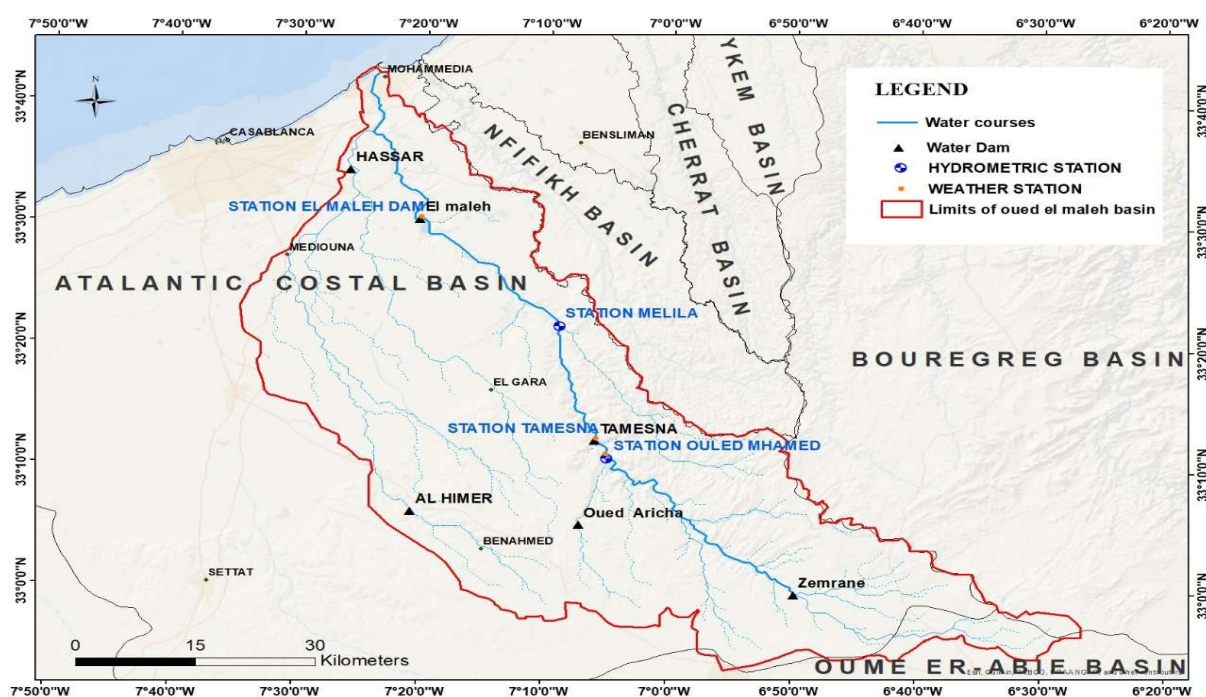 7°50'0"W 7°40'0"W 7°30'0"W 7°20'0"W 7°10'0"W 7°0'0"W 6°50'0"W 6°40'0"W 6°30'0"W 6°20'0"W
N
MOHAMMEDIA
CASABLANCA
BENSLIMAN
HASSAR
STATION EL MALEH DAM
El maleh
MEDIOUNA
ATALANTIC COSTAL BASIN
NFIFIKH BASIN
CHERRAT BASIN
YKEM BASIN
LEGEND
Water courses
Water Dam
HYDROMETRIC STATION
WEATHER STATION
Limits of oued el maleh basin
STATION MELILA
BOUREGREG BASIN
EL GARA
STATION TAMESNA
TAMESNA
STATION OULED MHAMED
AL HIMER
Oued Aricha
BENAHMED
SETTAT
Zemrane
0 15 30
Kilometers
OUME ER-ABIE BASIN
33°40'0"N
33°30'0"N
33°20'0"N
33°10'0"N
33°0'0"N
33°40'0"N
33°30'0"N
33°20'0"N
33°10'0"N
33°0'0"N
7°50'0"W 7°40'0"W 7°30'0"W 7°20'0"W 7°10'0"W 7°0'0"W 6°50'0"W 6°40'0"W 6°30'0"W 6°20'0"W